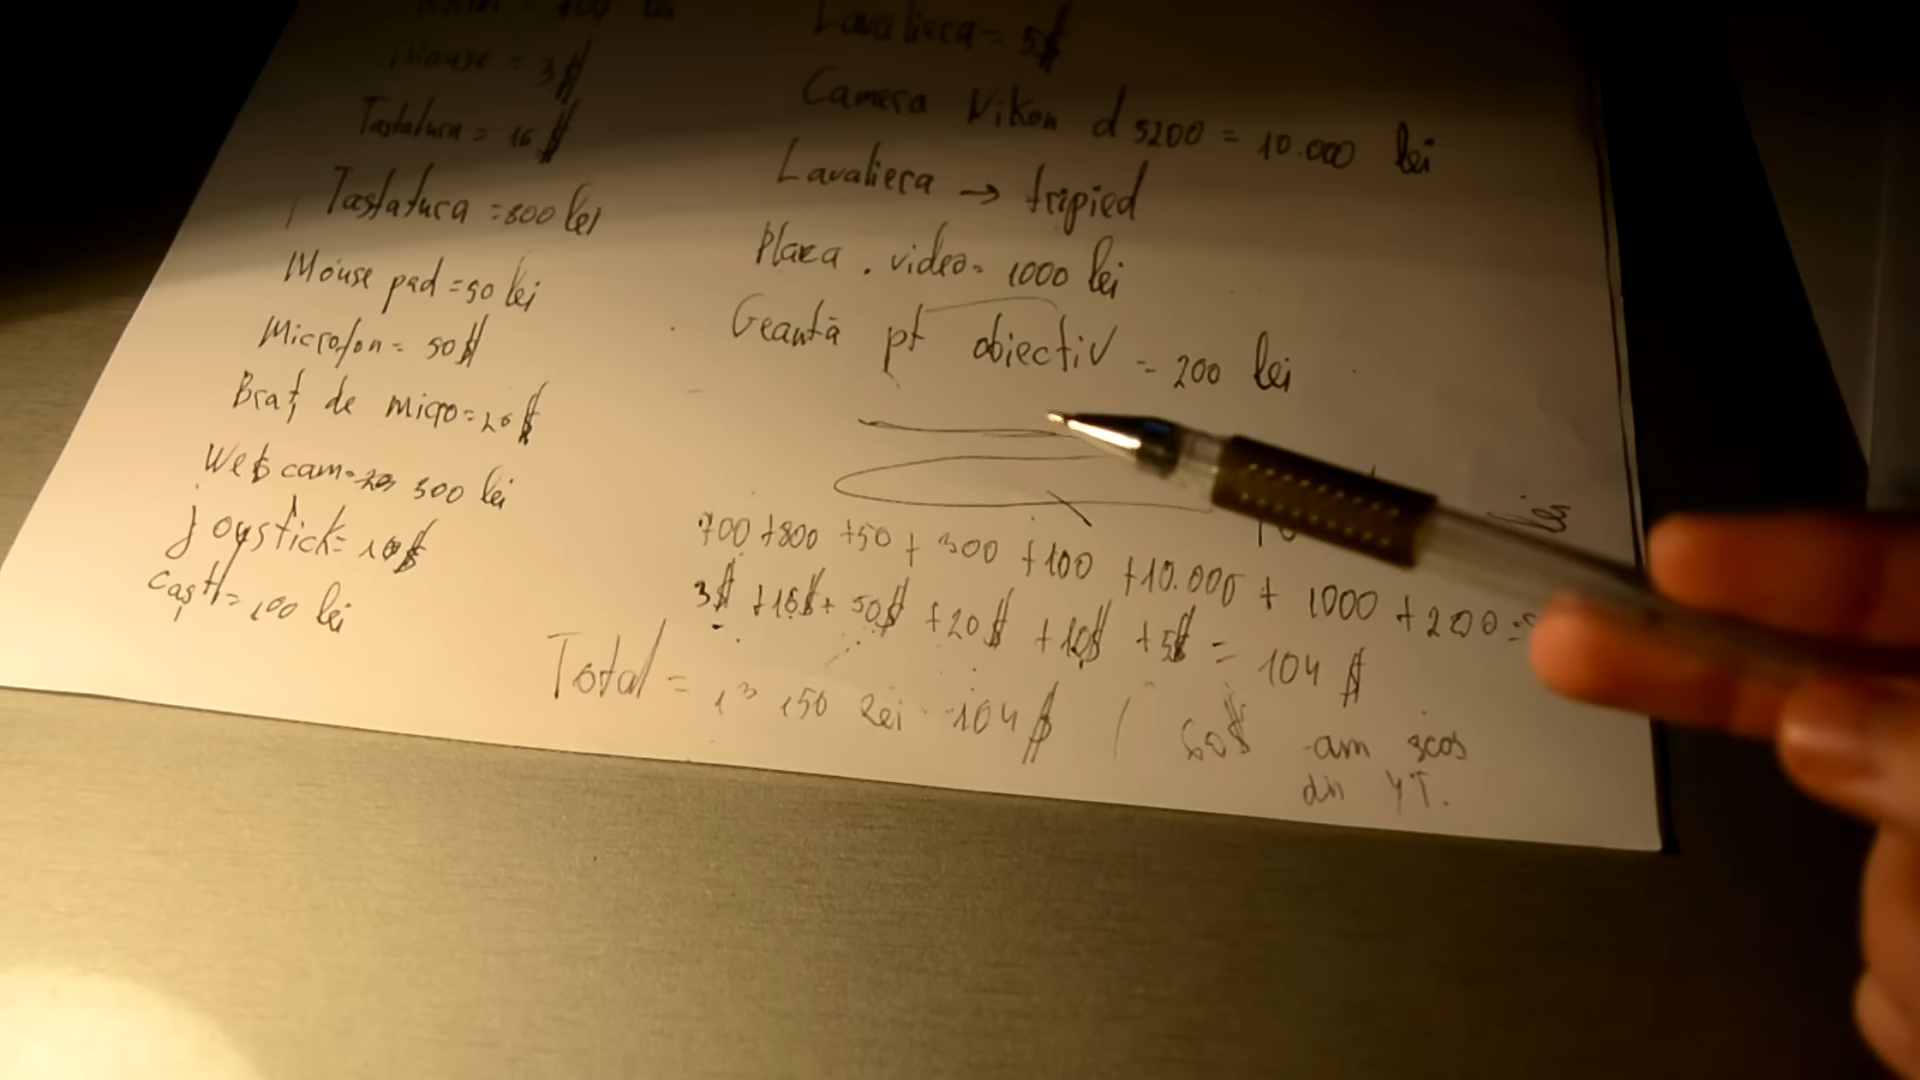 = 700 lei
Mouse = 3$
Tastatura = 16$
Tastatura = 800 lei
Mouse pad = 50 lei
Microfon = 50$
Braț de micro = 20$
Web cam = 300 lei
joystick = 10$
căști = 100 lei
Lavaliera = 5$
Camera Nikon d 5200 = 10.000 lei
Lavaliera → tripied
Placa video = 1000 lei
Geantă pt obiectiv = 200 lei
700 + 800 + 50 + 300 + 100 + 10.000 + 1000 + 200 =
3$ + 16$ + 50$ + 20$ + 10$ + 5$ = 104 $
Total = 13 150 lei 104 $ / 60$ am scos
din YT.